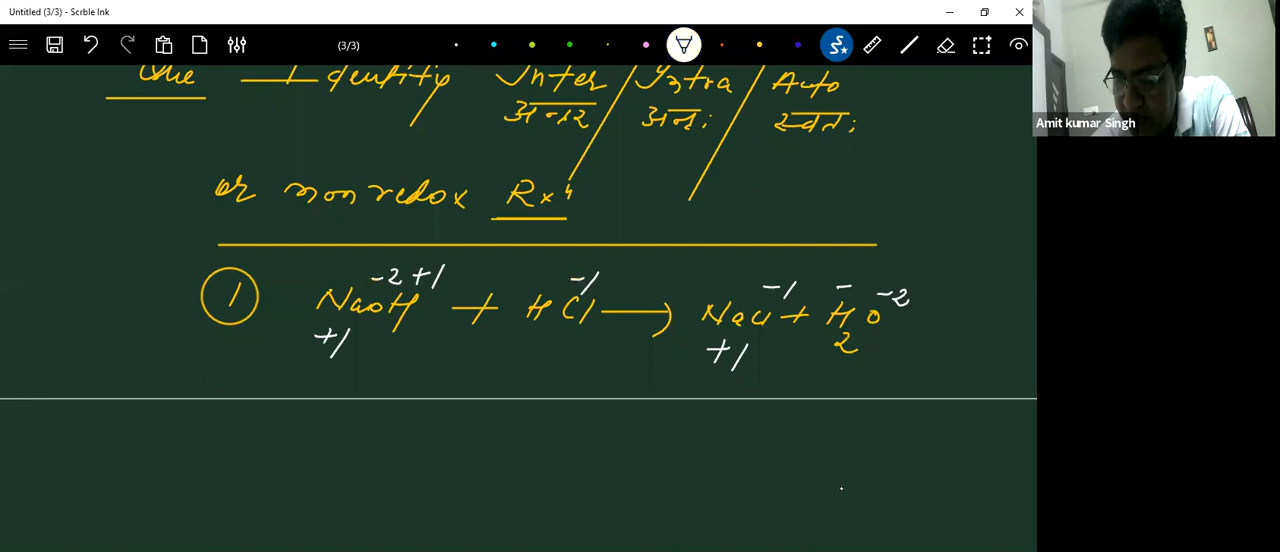 Untitled (3/3) - Scrble Ink
(3/3)
Amit kumar Singh
Que Identify Inter / Intra / Auto
अन्तर अन्तः स्वतः
or non redox Rxⁿ
-2 +1 -1 -1 - -2
① NaOH + HCl → NaCl + H2O
+1 +1